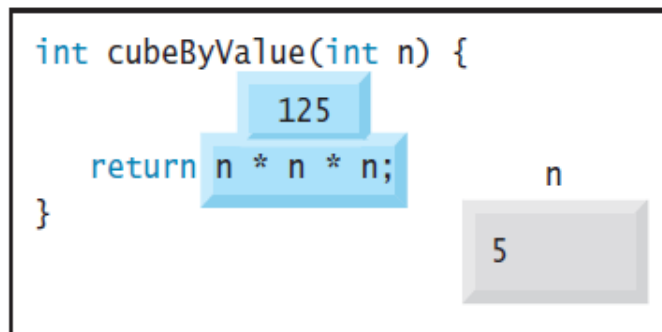 int cubeByValue(int n) {
125
return n * n * n;
n
}
5